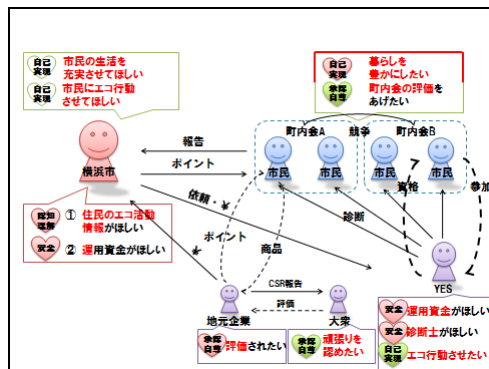 自己
実現
市民の生活を
充実させてほしい
自己
実現
市民にエコ行動
させてほしい
自己
実現
暮らしを
豊かにしたい
承認
自尊
町内会の評価を
あげたい
町内会A
競争
町内会B
報告
ポイント
横浜市
市民
市民
市民
市民
資格
参加
依頼・¥
診断
認知
理解
① 住民のエコ活動
情報がほしい
安全
② 運用資金がほしい
ポイント
¥
商品
YES
CSR報告
評価
地元企業
大衆
承認
自尊
評価されたい
承認
自尊
頑張りを
認めたい
安全
運用資金がほしい
安全
診断士がほしい
自己
実現
エコ行動させたい